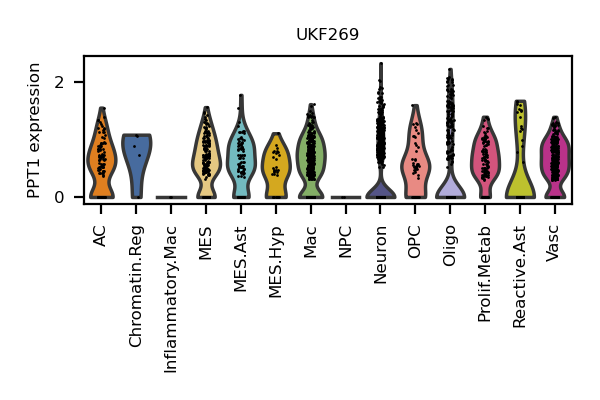 UKF269
PPT1 expression
2
0
AC
Chromatin.Reg
Inflammatory.Mac
MES
MES.Ast
MES.Hyp
Mac
NPC
Neuron
OPC
Oligo
Prolif.Metab
Reactive.Ast
Vasc